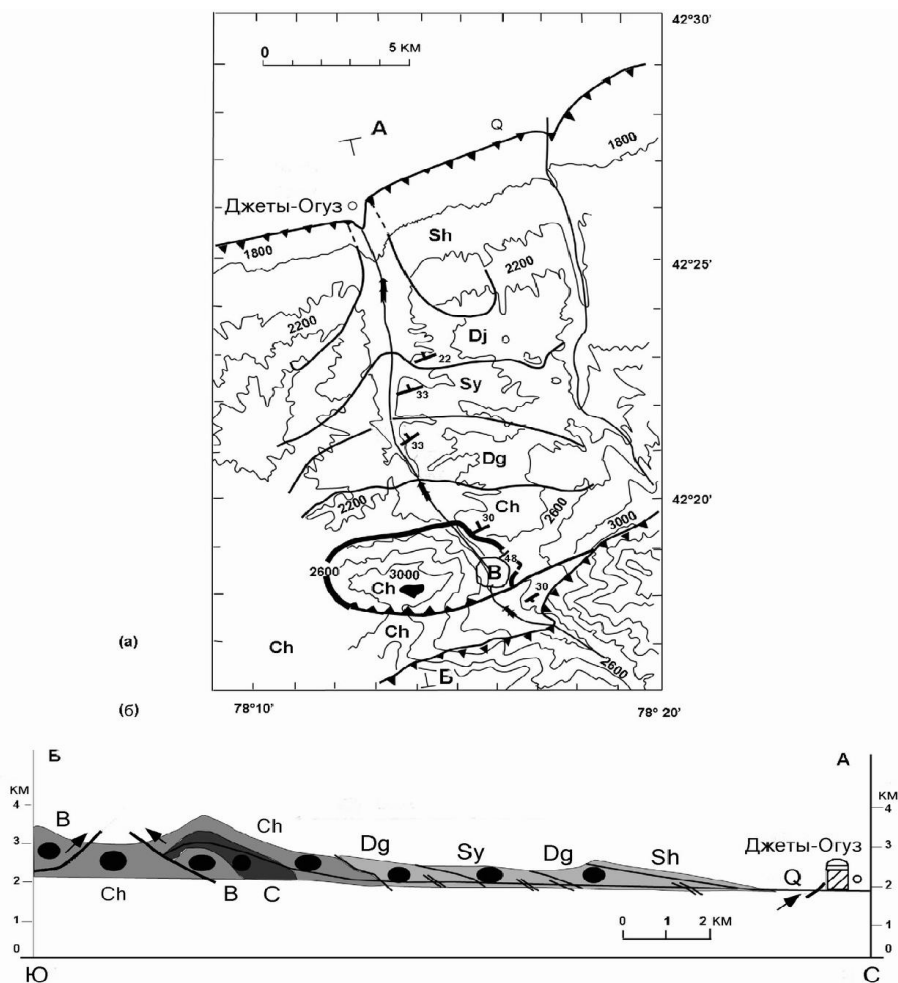 42°30'
0
5 КМ
А
Q
1800
Джеты-Огуз
1800
Sh
42°25'
2200
2200
Dj
22
Sy
33
33
Dg
42°20'
2200
Ch
2600
3000
30
48
2600
3000
В
Ch
30
(а)
Ch
Ch
Б
2600
(б)
78°10'
78° 20'
Б
А
КМ
КМ
4
4
B
Ch
Джеты-Огуз
3
3
Dg
Sy
Dg
Sh
Q
2
2
Ch
B
C
1
1
0
1
2 КМ
0
0
Ю
С